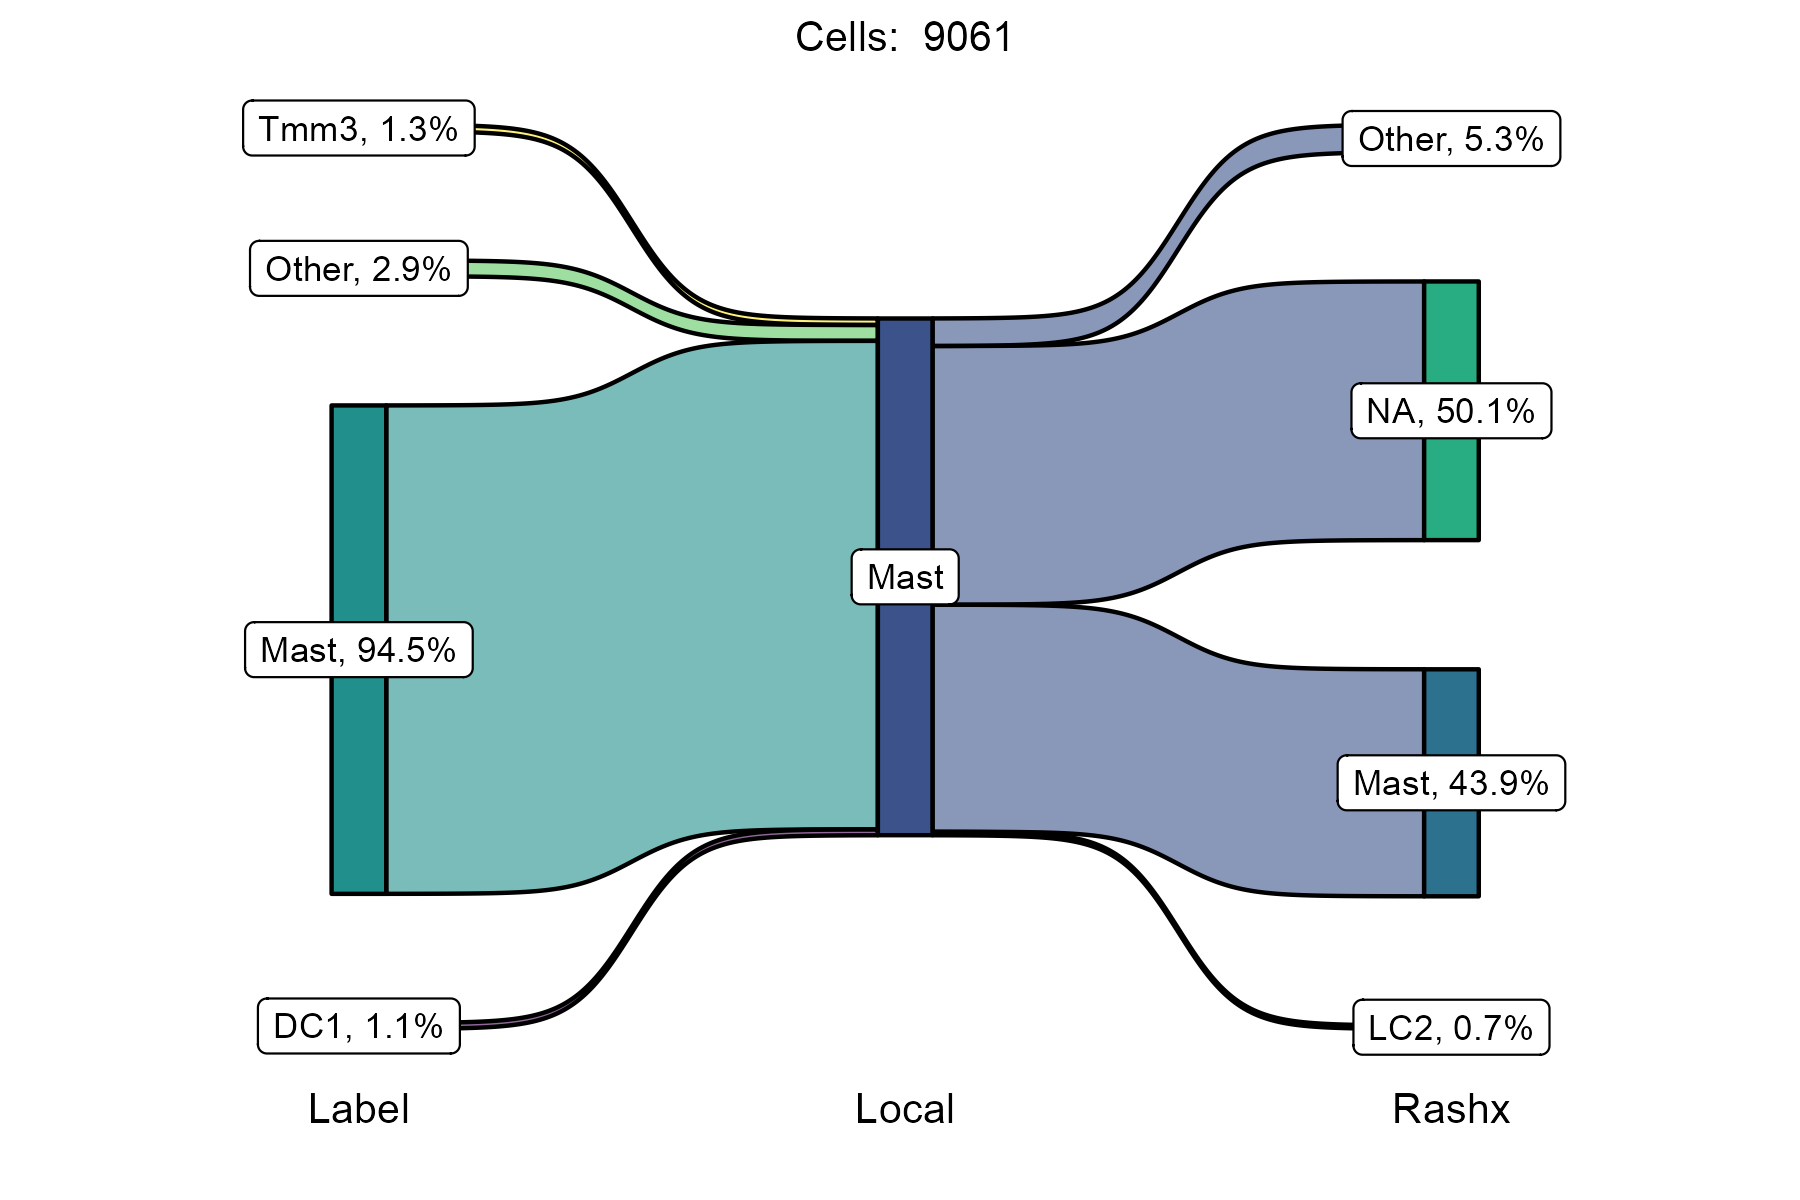 Cells:  9061
Tmm3, 1.3%
Other, 5.3%
Other, 2.9%
NA, 50.1%
Mast
Mast, 94.5%
Mast, 43.9%
DC1, 1.1%
LC2, 0.7%
Label
Local
Rashx